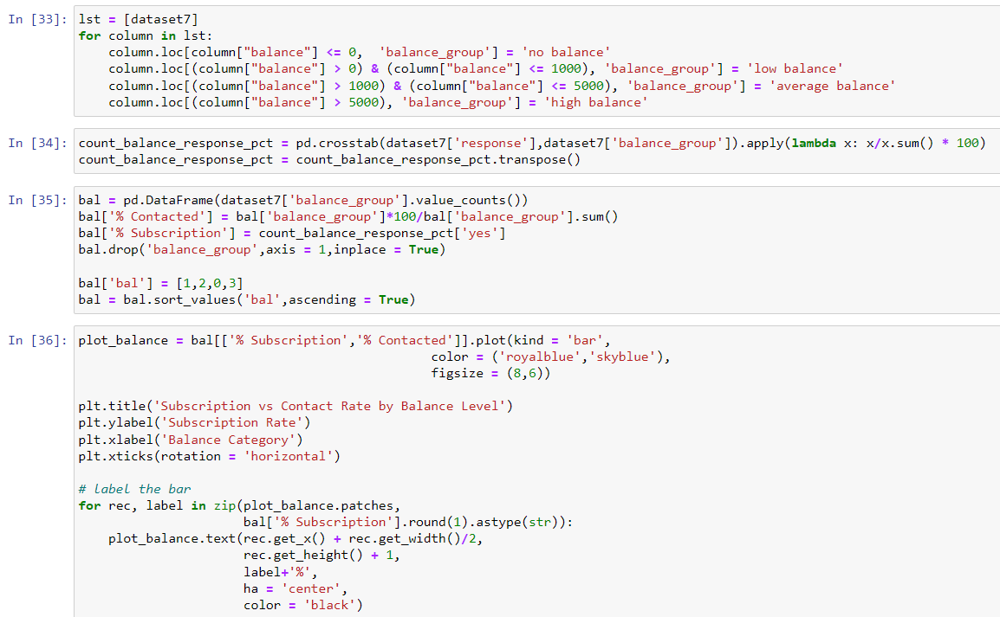 In [33]: lst = [dataset7]
for column in lst:
    column.loc[column["balance"] <= 0,  'balance_group'] = 'no balance'
    column.loc[(column["balance"] > 0) & (column["balance"] <= 1000), 'balance_group'] = 'low balance'
    column.loc[(column["balance"] > 1000) & (column["balance"] <= 5000), 'balance_group'] = 'average balance'
    column.loc[(column["balance"] > 5000), 'balance_group'] = 'high balance'
In [34]: count_balance_response_pct = pd.crosstab(dataset7['response'],dataset7['balance_group']).apply(lambda x: x/x.sum() * 100)
count_balance_response_pct = count_balance_response_pct.transpose()
In [35]: bal = pd.DataFrame(dataset7['balance_group'].value_counts())
bal['% Contacted'] = bal['balance_group']*100/bal['balance_group'].sum()
bal['% Subscription'] = count_balance_response_pct['yes']
bal.drop('balance_group',axis = 1,inplace = True)
bal['bal'] = [1,2,0,3]
bal = bal.sort_values('bal',ascending = True)
In [36]: plot_balance = bal[['% Subscription','% Contacted']].plot(kind = 'bar',
                                               color = ('royalblue','skyblue'),
                                               figsize = (8,6))
plt.title('Subscription vs Contact Rate by Balance Level')
plt.ylabel('Subscription Rate')
plt.xlabel('Balance Category')
plt.xticks(rotation = 'horizontal')
# label the bar
for rec, label in zip(plot_balance.patches,
                      bal['% Subscription'].round(1).astype(str)):
    plot_balance.text(rec.get_x() + rec.get_width()/2,
                      rec.get_height() + 1,
                      label+'%',
                      ha = 'center',
                      color = 'black')